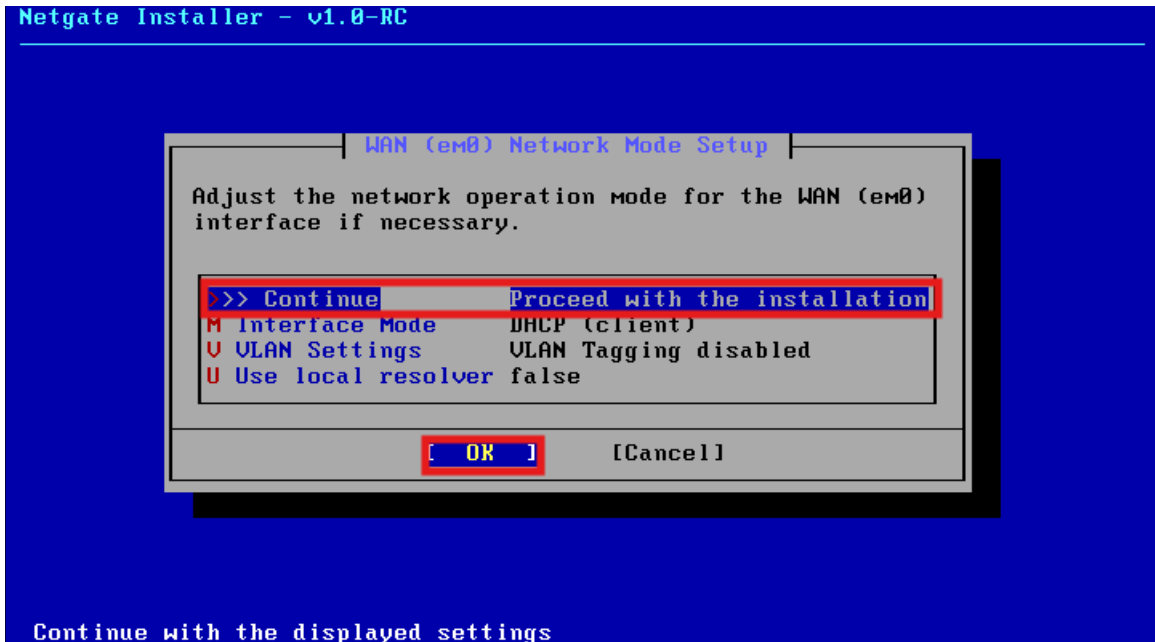 Netgate Installer - v1.0-RC
WAN (em0) Network Mode Setup
Adjust the network operation mode for the WAN (em0)
interface if necessary.
>>> Continue Proceed with the installation
M Interface Mode DHCP (client)
V VLAN Settings VLAN Tagging disabled
U Use local resolver false
[ OK ] [Cancel]
Continue with the displayed settings